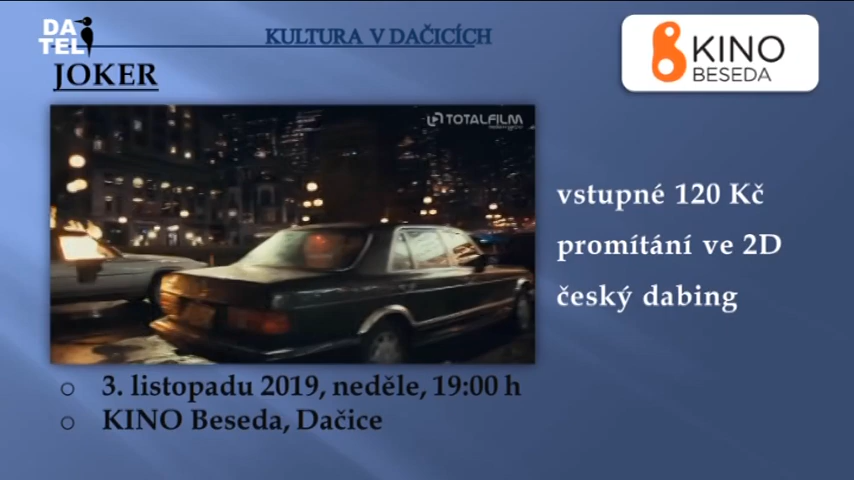 DA
TEL
KULTURA V DAČICÍCH
KINO
BESEDA
JOKER
TOTALFILM
vstupné 120 Kč
promítání ve 2D
český dabing
o 3. listopadu 2019, neděle, 19:00 h
o KINO Beseda, Dačice